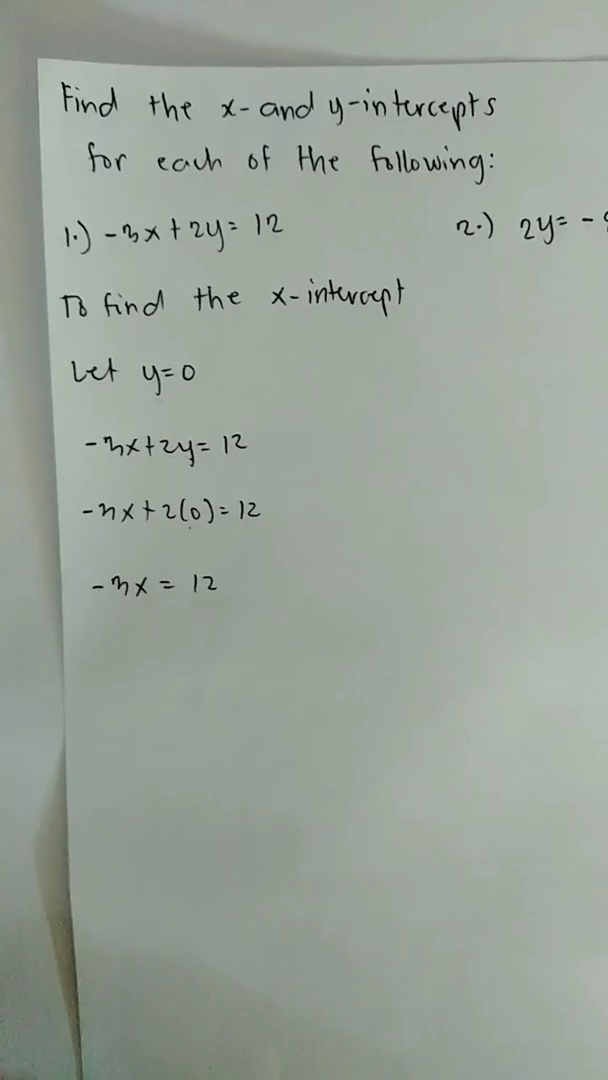 Find the x- and y-intercepts
for each of the following:
1.) -3x + 2y = 12
2.) 2y = -
To find the x-intercept
Let y=0
-3x+2y= 12
-3x + 2(0) = 12
-3x = 12